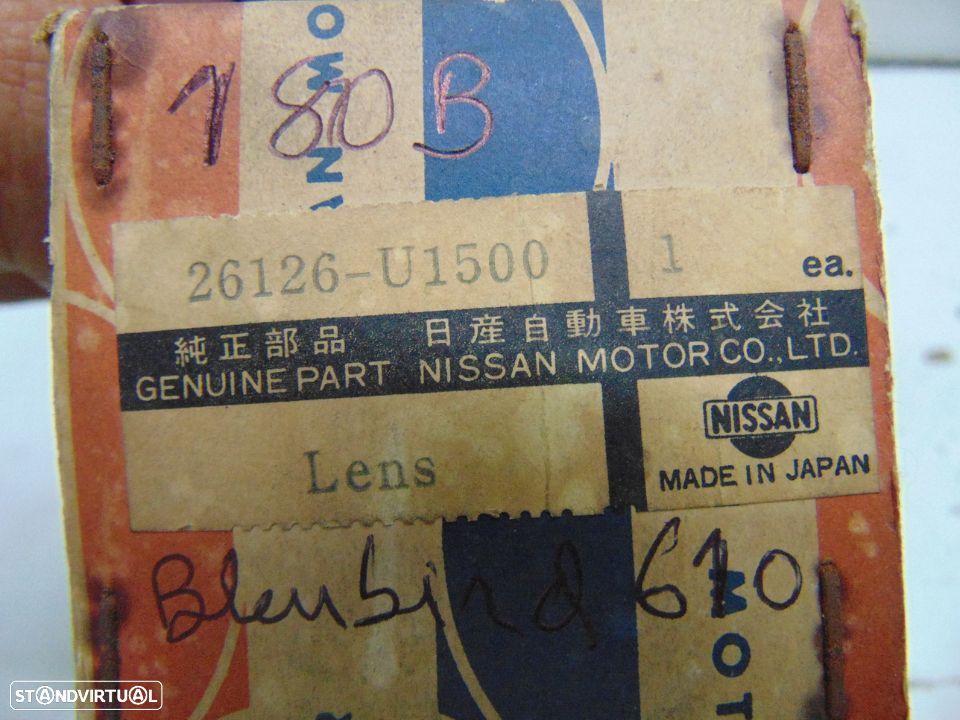 180B
26126-U1500 1 ea.
純正部品 日産自動車株式会社
GENUINE PART NISSAN MOTOR CO., LTD.
NISSAN
Lens
MADE IN JAPAN
Bleubird 610
MOT
STANDVIRTUAL